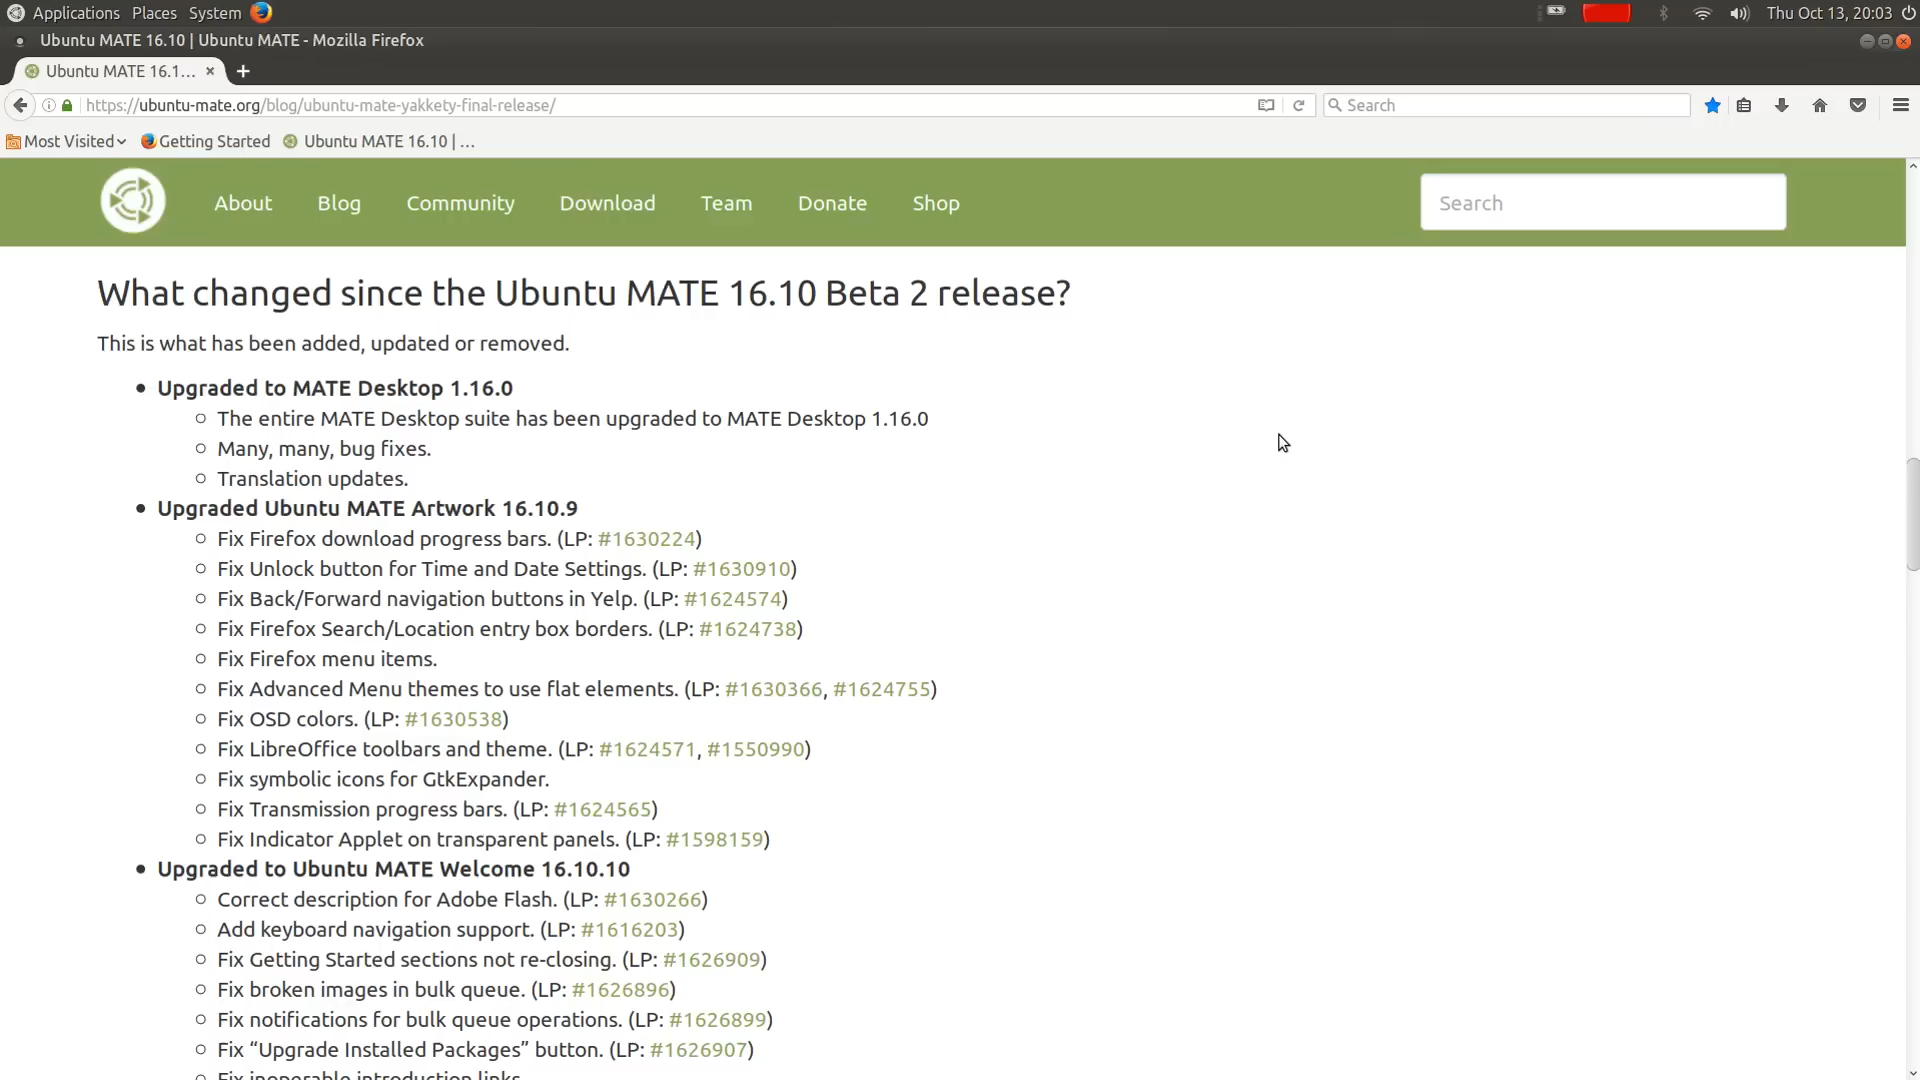 Applications Places System Thu Oct 13, 20:03
Ubuntu MATE 16.10 | Ubuntu MATE - Mozilla Firefox
Ubuntu MATE 16.1...
https://ubuntu-mate.org/blog/ubuntu-mate-yakkety-final-release/ Search
Most Visited Getting Started Ubuntu MATE 16.10 | ...
About Blog Community Download Team Donate Shop Search
What changed since the Ubuntu MATE 16.10 Beta 2 release?
This is what has been added, updated or removed.
Upgraded to MATE Desktop 1.16.0
The entire MATE Desktop suite has been upgraded to MATE Desktop 1.16.0
Many, many, bug fixes.
Translation updates.
Upgraded Ubuntu MATE Artwork 16.10.9
Fix Firefox download progress bars. (LP: #1630224)
Fix Unlock button for Time and Date Settings. (LP: #1630910)
Fix Back/Forward navigation buttons in Yelp. (LP: #1624574)
Fix Firefox Search/Location entry box borders. (LP: #1624738)
Fix Firefox menu items.
Fix Advanced Menu themes to use flat elements. (LP: #1630366, #1624755)
Fix OSD colors. (LP: #1630538)
Fix LibreOffice toolbars and theme. (LP: #1624571, #1550990)
Fix symbolic icons for GtkExpander.
Fix Transmission progress bars. (LP: #1624565)
Fix Indicator Applet on transparent panels. (LP: #1598159)
Upgraded to Ubuntu MATE Welcome 16.10.10
Correct description for Adobe Flash. (LP: #1630266)
Add keyboard navigation support. (LP: #1616203)
Fix Getting Started sections not re-closing. (LP: #1626909)
Fix broken images in bulk queue. (LP: #1626896)
Fix notifications for bulk queue operations. (LP: #1626899)
Fix “Upgrade Installed Packages” button. (LP: #1626907)
Fix inoperable introduction links.